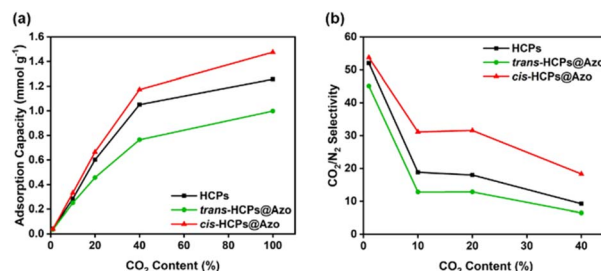 (a)
1.6
1.4
1.2
1.0
0.8
0.6
0.4
0.2
0.0
0 20 40 60 80 100
Adsorption Capacity (mmol g⁻¹)
CO₂ Content (%)
HCPs
trans-HCPs@Azo
cis-HCPs@Azo
(b)
60
50
40
30
20
10
0
0 10 20 30 40
CO₂/N₂ Selectivity
CO₂ Content (%)
HCPs
trans-HCPs@Azo
cis-HCPs@Azo